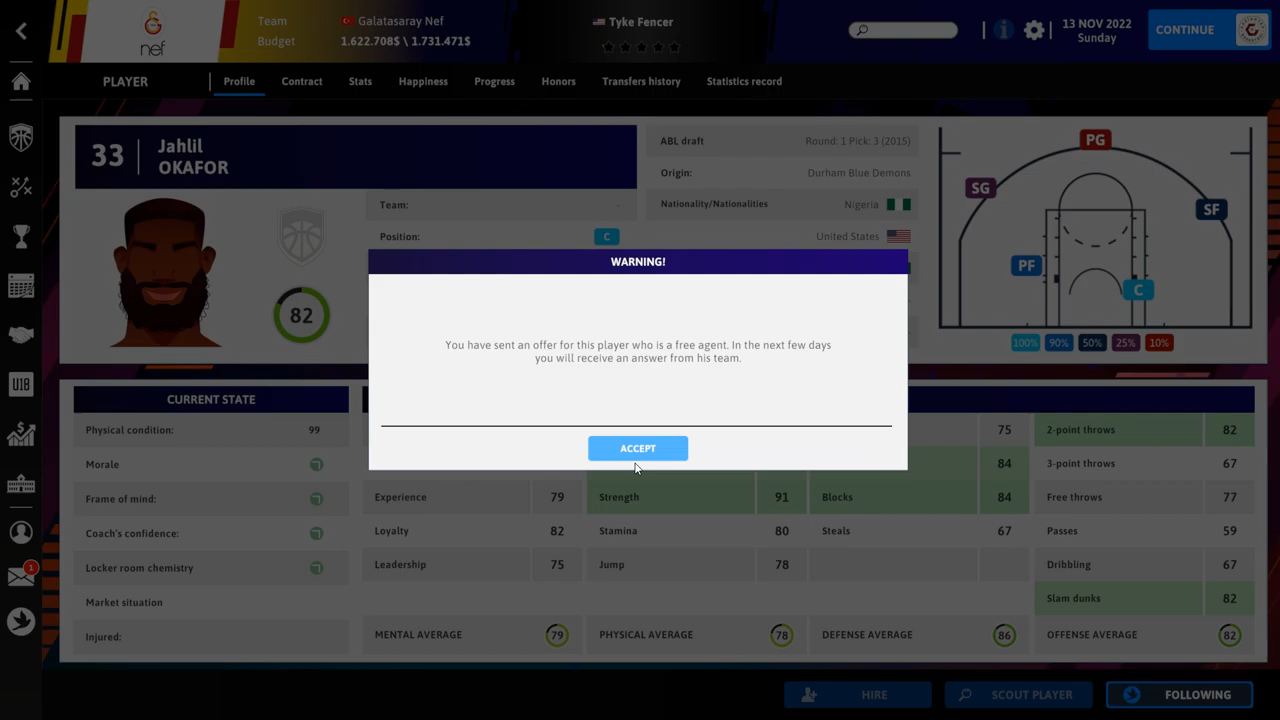 Team
Galatasaray Nef
Budget
1.622.708$ \ 1.731.471$
nef
Tyke Fencer
13 NOV 2022
Sunday
CONTINUE
PLAYER
Profile
Contract
Stats
Happiness
Progress
Honors
Transfers history
Statistics record
33
Jahlil
OKAFOR
82
Team:
-
Position:
C
ABL draft
Round: 1 Pick: 3 (2015)
Origin:
Durham Blue Demons
Nationality/Nationalities
Nigeria
United States
PG
SG
SF
PF
C
100%
90%
50%
25%
10%
WARNING!
You have sent an offer for this player who is a free agent. In the next few days
you will receive an answer from his team.
ACCEPT
CURRENT STATE
Physical condition:
99
Morale
Frame of mind:
Coach's confidence:
Locker room chemistry
Market situation
Injured:
Experience
79
Loyalty
82
Leadership
75
MENTAL AVERAGE
79
Strength
91
Stamina
80
Jump
78
PHYSICAL AVERAGE
78
75
84
Blocks
84
Steals
67
DEFENSE AVERAGE
86
2-point throws
82
3-point throws
67
Free throws
77
Passes
59
Dribbling
67
Slam dunks
82
OFFENSE AVERAGE
82
U18
1
HIRE
SCOUT PLAYER
FOLLOWING